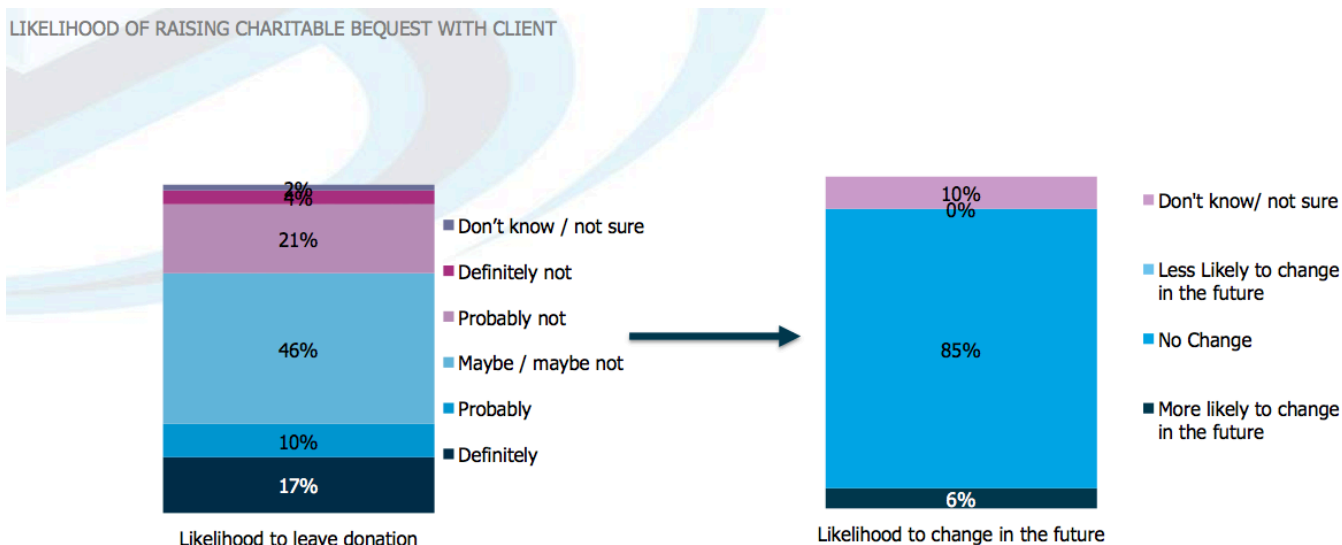 LIKELIHOOD OF RAISING CHARITABLE BEQUEST WITH CLIENT
2%
4%
21%
46%
10%
17%
Likelihood to leave donation
Don’t know / not sure
Definitely not
Probably not
Maybe / maybe not
Probably
Definitely
10%
0%
85%
6%
Likelihood to change in the future
Don't know/ not sure
Less Likely to change
in the future
No Change
More likely to change
in the future